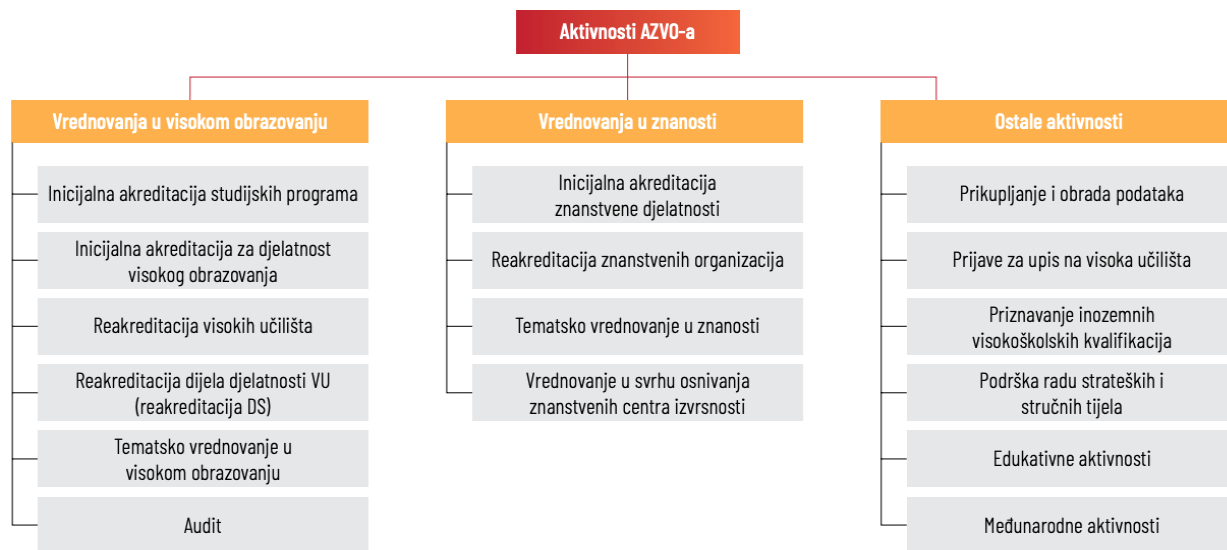 Aktivnosti AZVO-a
Vrednovanja u visokom obrazovanju
Inicijalna akreditacija studijskih programa
Inicijalna akreditacija za djelatnost
visokog obrazovanja
Reakreditacija visokih učilišta
Reakreditacija dijela djelatnosti VU
(reakreditacija DS)
Tematsko vrednovanje u
visokom obrazovanju
Audit
Vrednovanja u znanosti
Inicijalna akreditacija
znanstvene djelatnosti
Reakreditacija znanstvenih organizacija
Tematsko vrednovanje u znanosti
Vrednovanje u svrhu osnivanja
znanstvenih centra izvrsnosti
Ostale aktivnosti
Prikupljanje i obrada podataka
Prijave za upis na visoka učilišta
Priznavanje inozemnih
visokoškolskih kvalifikacija
Podrška radu strateških i
stručnih tijela
Edukativne aktivnosti
Međunarodne aktivnosti